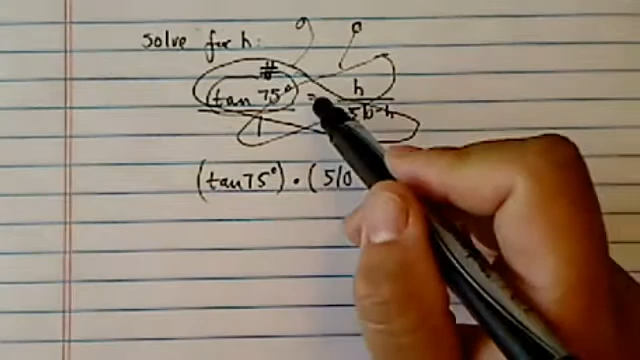 solve for h:
#
tan 75° = h
1 510-h
(tan 75°) • (510